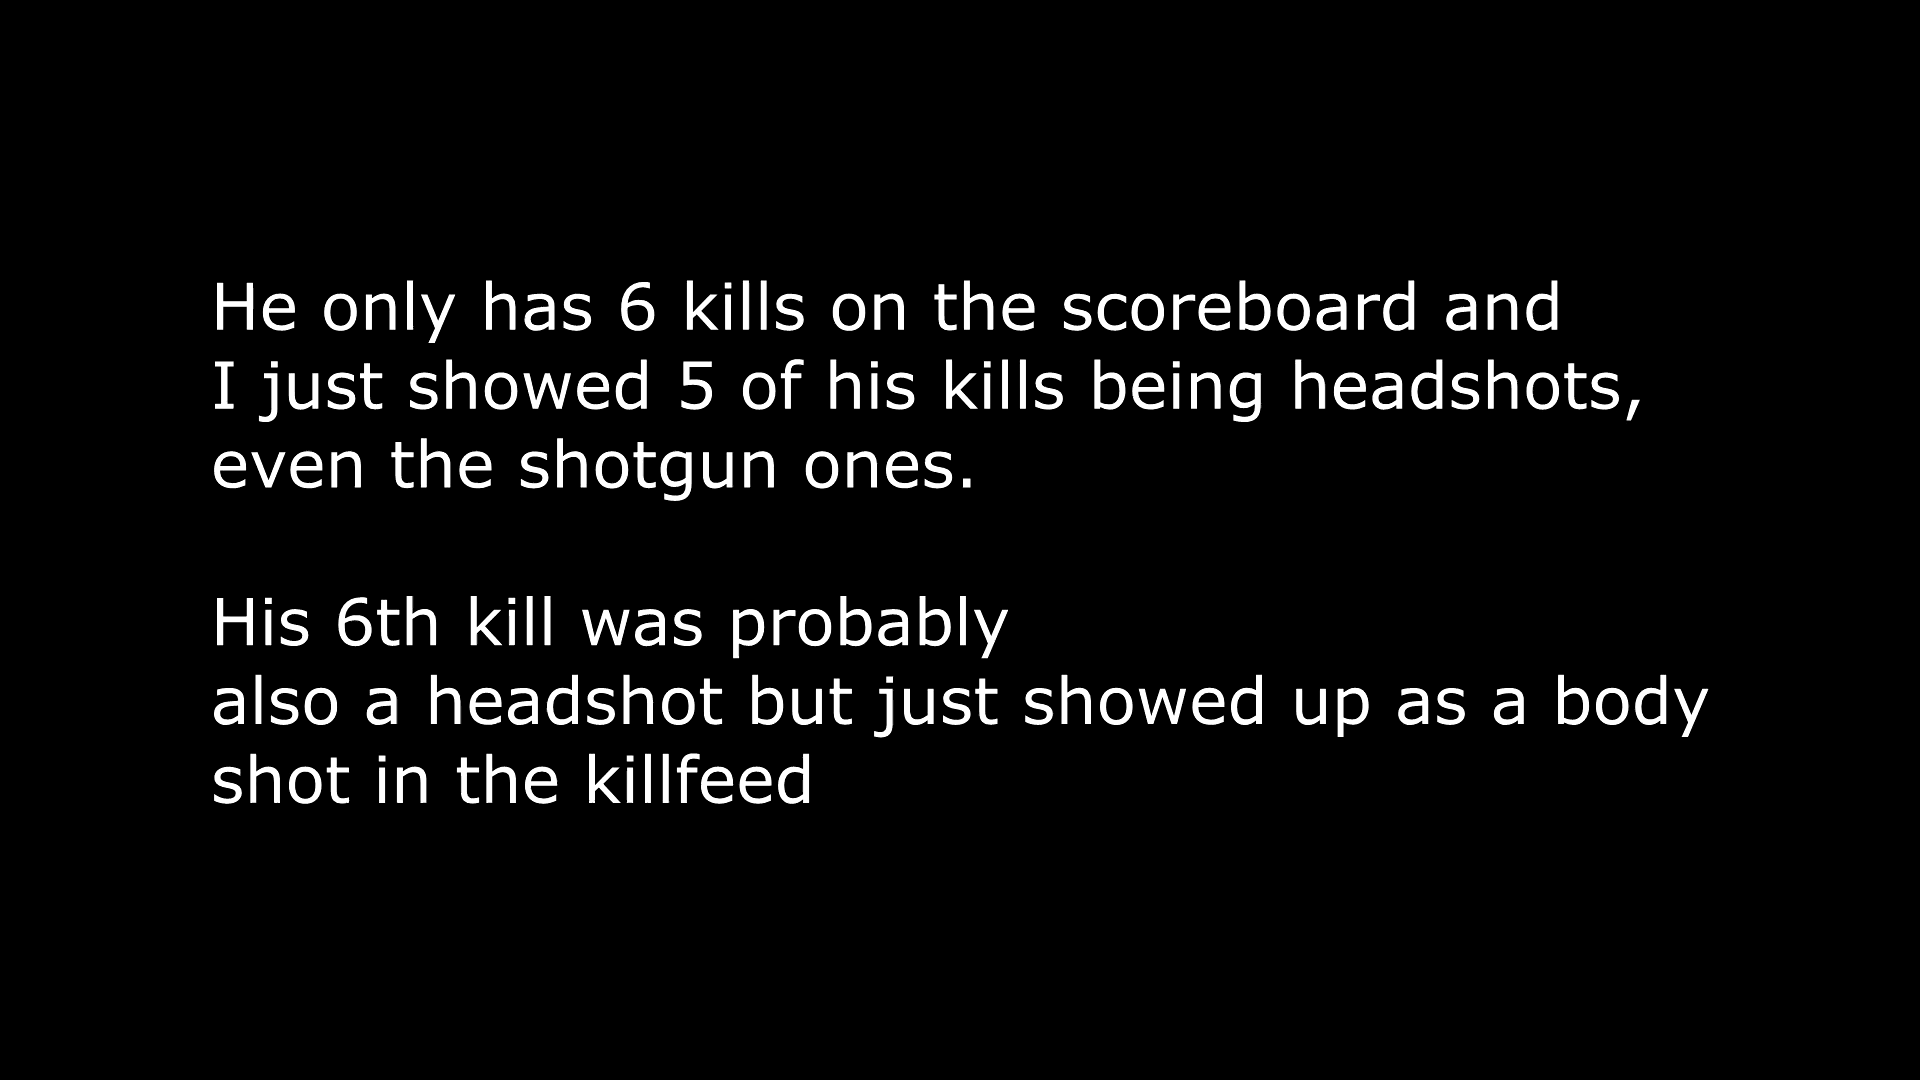 He only has 6 kills on the scoreboard and
I just showed 5 of his kills being headshots,
even the shotgun ones.
His 6th kill was probably
also a headshot but just showed up as a body
shot in the killfeed